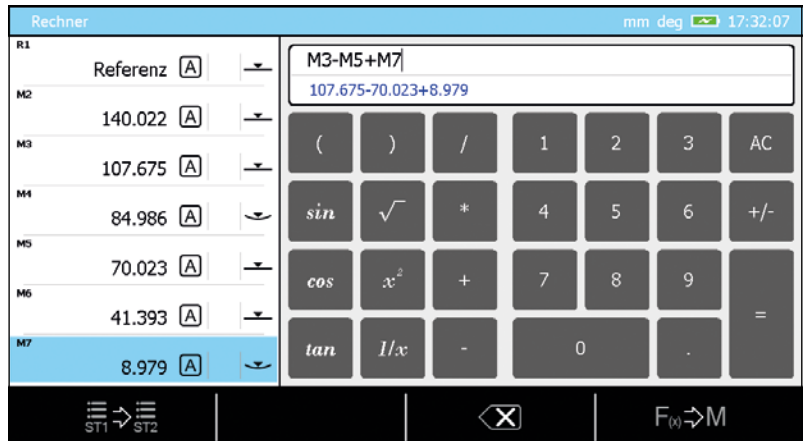 Rechner mm deg 17:32:07
R1
Referenz A
M2
140.022 A
M3
107.675 A
M4
84.986 A
M5
70.023 A
M6
41.393 A
M7
8.979 A
M3-M5+M7
107.675-70.023+8.979
( ) / 1 2 3 AC
sin √ * 4 5 6 +/-
cos x² + 7 8 9
tan 1/x - 0 . =
ST1 ST2 F(x) M